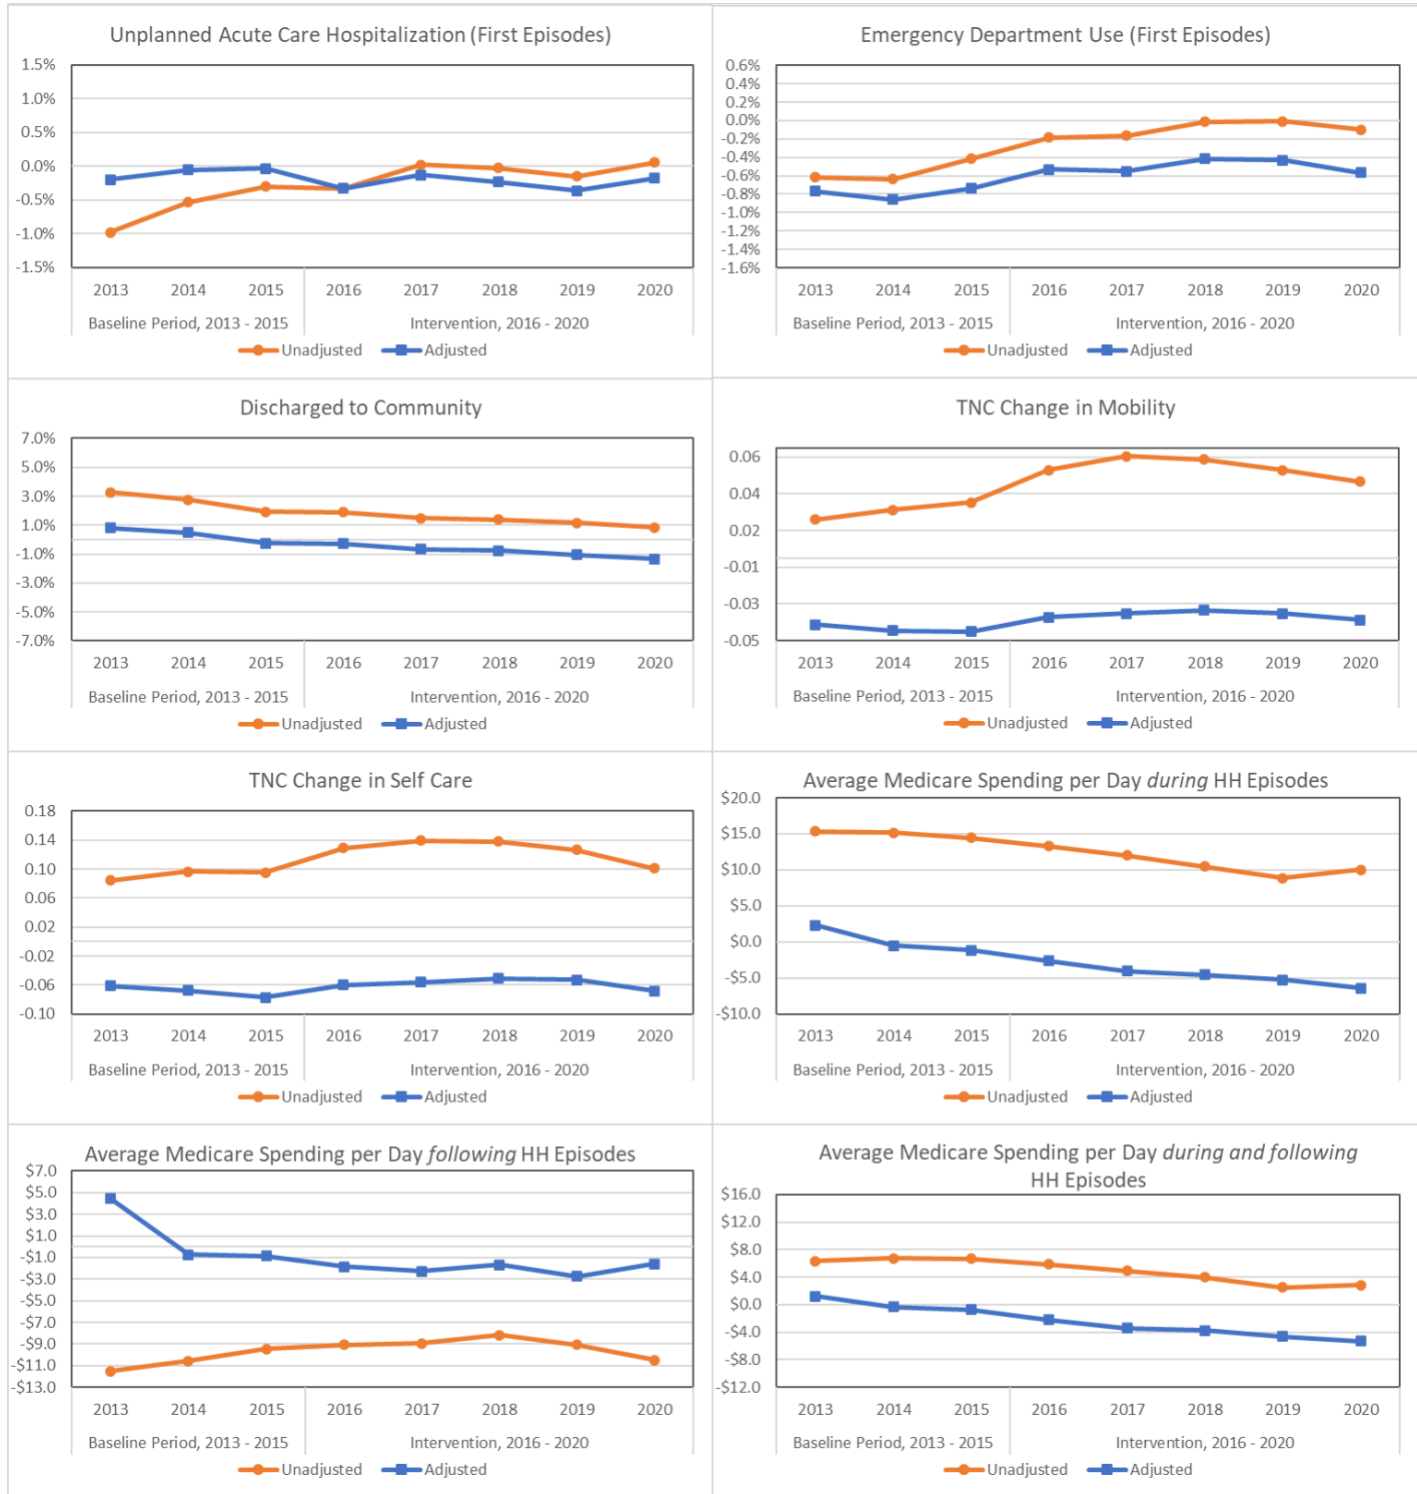 Unplanned Acute Care Hospitalization (First Episodes)
1.5%
1.0%
0.5%
0.0%
-0.5%
-1.0%
-1.5%
2013 2014 2015 2016 2017 2018 2019 2020
Baseline Period, 2013 - 2015 Intervention, 2016 - 2020
Unadjusted Adjusted
Emergency Department Use (First Episodes)
0.6%
0.4%
0.2%
0.0%
-0.2%
-0.4%
-0.6%
-0.8%
-1.0%
-1.2%
-1.4%
-1.6%
2013 2014 2015 2016 2017 2018 2019 2020
Baseline Period, 2013 - 2015 Intervention, 2016 - 2020
Unadjusted Adjusted
Discharged to Community
7.0%
5.0%
3.0%
1.0%
-1.0%
-3.0%
-5.0%
-7.0%
2013 2014 2015 2016 2017 2018 2019 2020
Baseline Period, 2013 - 2015 Intervention, 2016 - 2020
Unadjusted Adjusted
TNC Change in Mobility
0.06
0.04
0.02
-0.01
-0.03
-0.05
2013 2014 2015 2016 2017 2018 2019 2020
Baseline Period, 2013 - 2015 Intervention, 2016 - 2020
Unadjusted Adjusted
TNC Change in Self Care
0.18
0.14
0.10
0.06
0.02
-0.02
-0.06
-0.10
2013 2014 2015 2016 2017 2018 2019 2020
Baseline Period, 2013 - 2015 Intervention, 2016 - 2020
Unadjusted Adjusted
Average Medicare Spending per Day during HH Episodes
$20.0
$15.0
$10.0
$5.0
$0.0
-$5.0
-$10.0
2013 2014 2015 2016 2017 2018 2019 2020
Baseline Period, 2013 - 2015 Intervention, 2016 - 2020
Unadjusted Adjusted
Average Medicare Spending per Day following HH Episodes
$7.0
$5.0
$3.0
$1.0
-$1.0
-$3.0
-$5.0
-$7.0
-$9.0
-$11.0
-$13.0
2013 2014 2015 2016 2017 2018 2019 2020
Baseline Period, 2013 - 2015 Intervention, 2016 - 2020
Unadjusted Adjusted
Average Medicare Spending per Day during and following
HH Episodes
$16.0
$12.0
$8.0
$4.0
$0.0
-$4.0
-$8.0
-$12.0
2013 2014 2015 2016 2017 2018 2019 2020
Baseline Period, 2013 - 2015 Intervention, 2016 - 2020
Unadjusted Adjusted